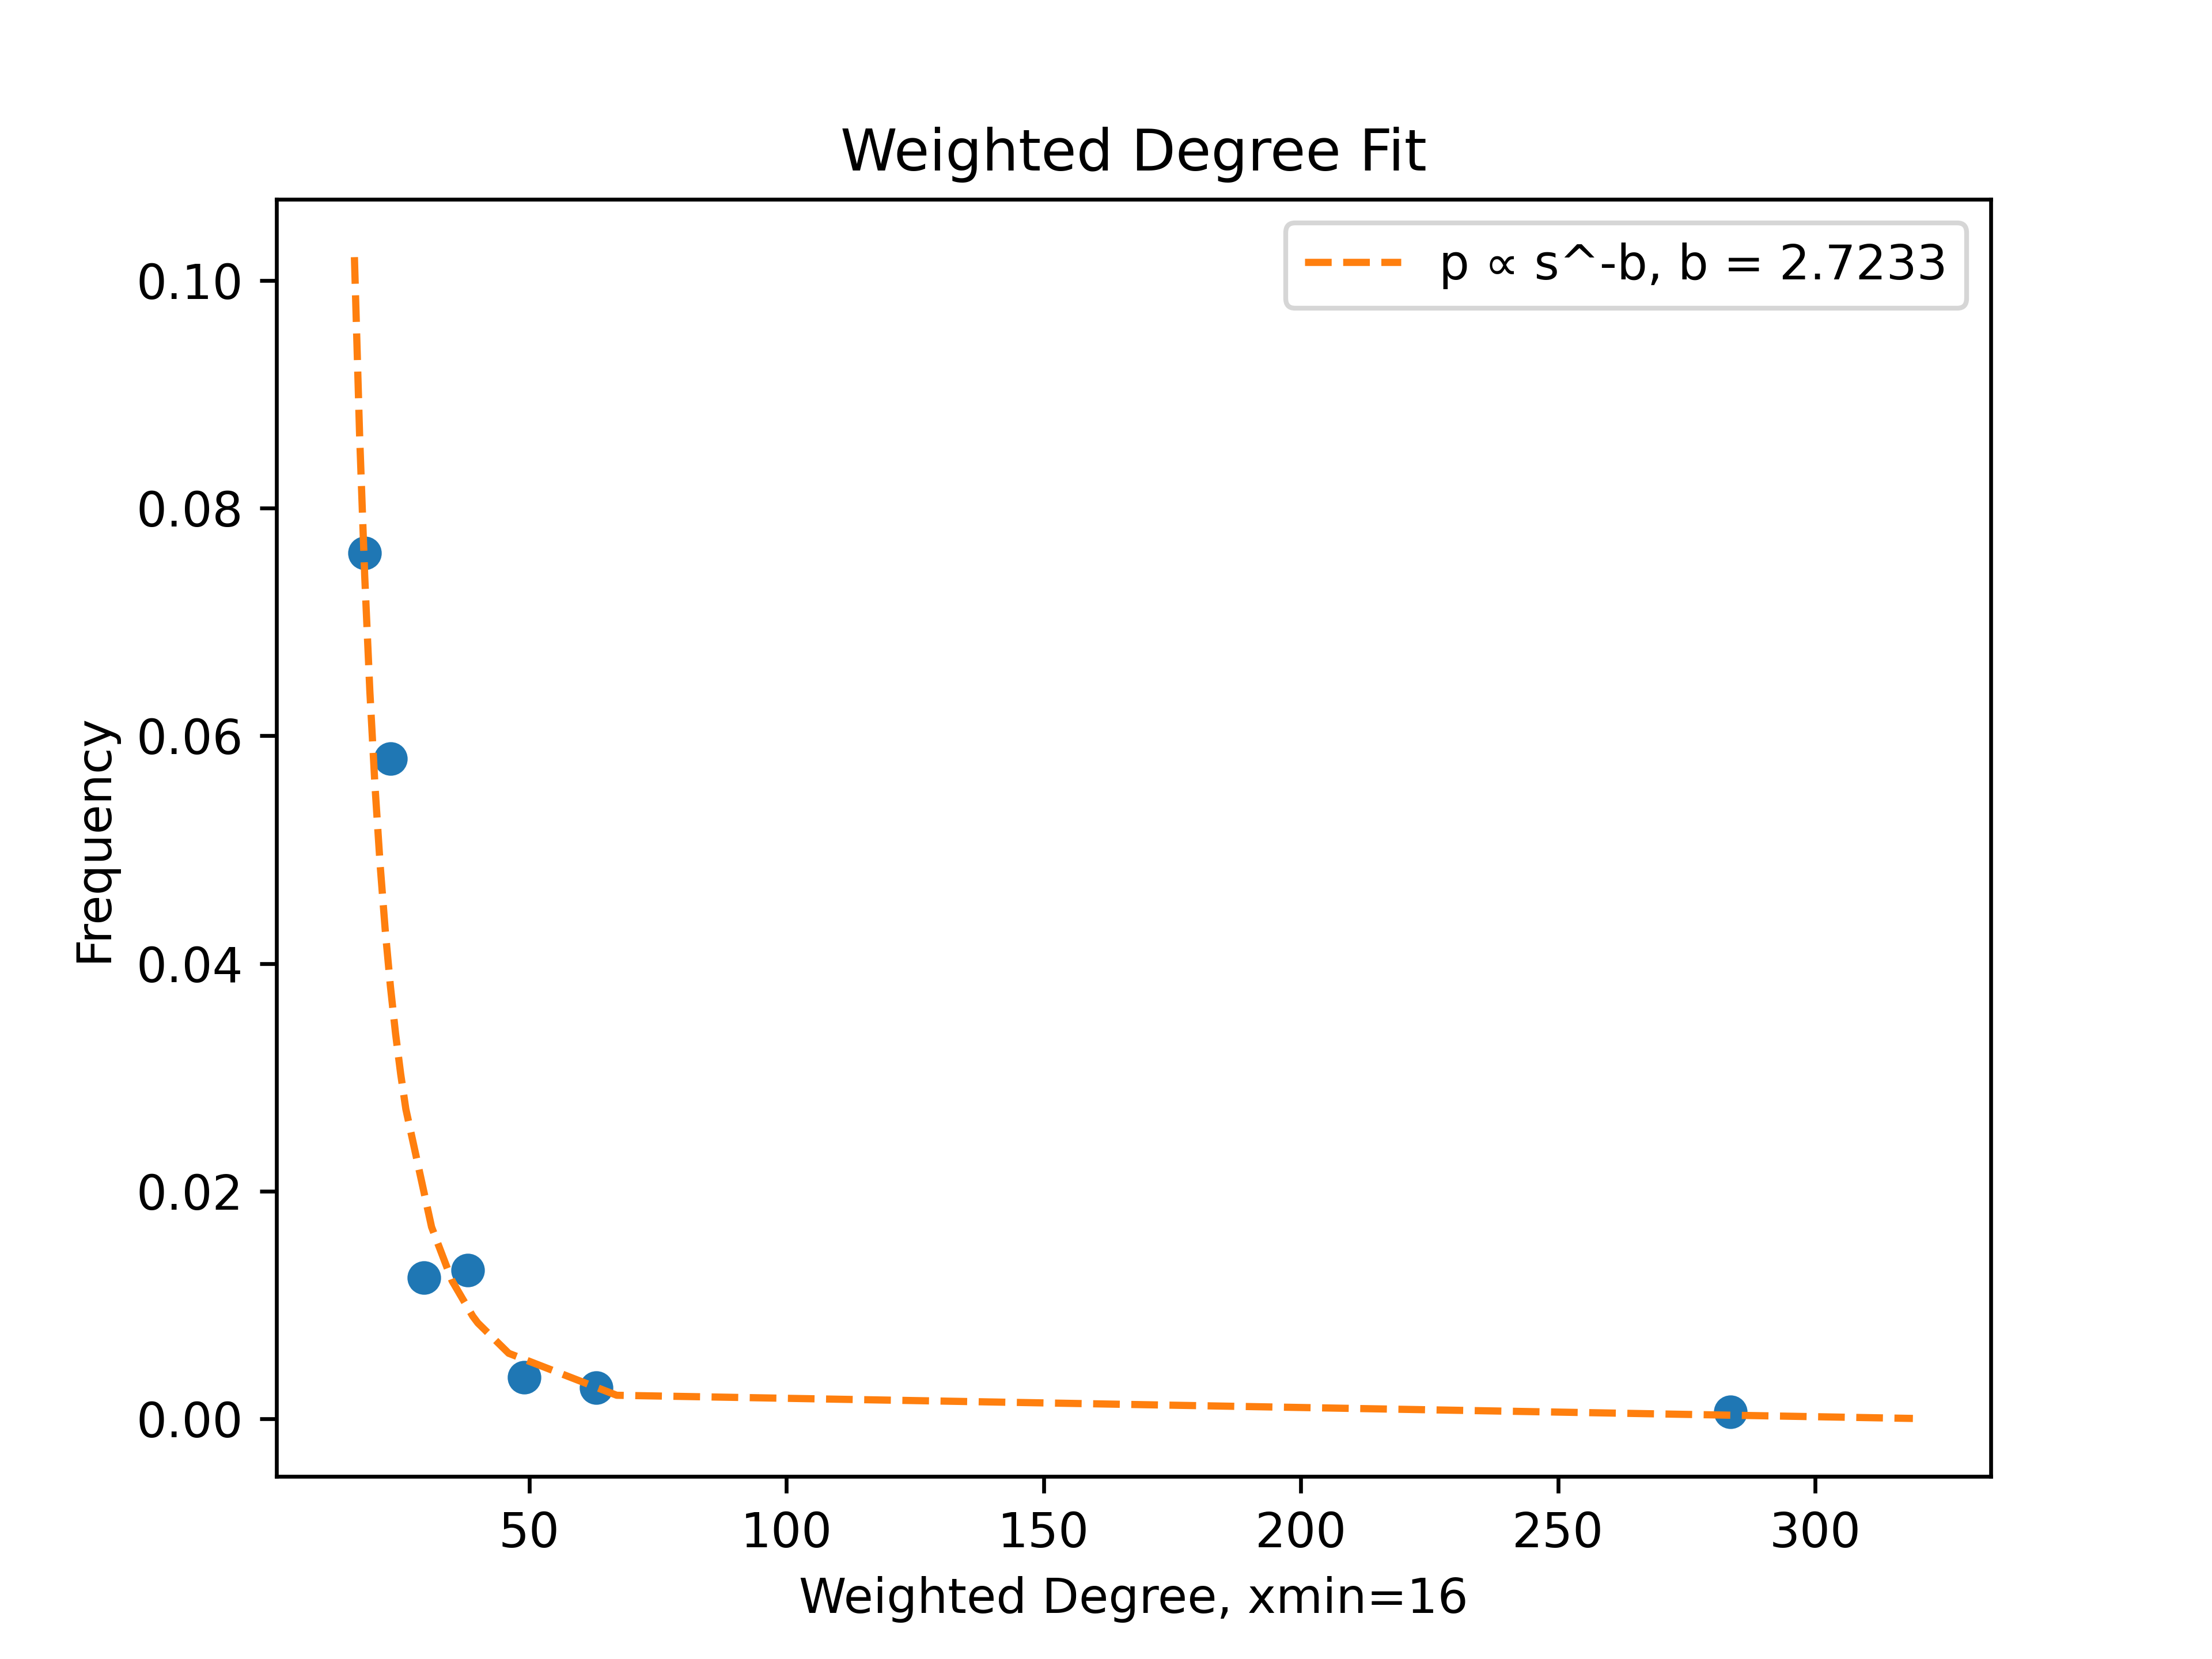 Weighted Degree Fit
p ∝ s^-b, b = 2.7233
0.10
0.08
0.06
0.04
0.02
0.00
Frequency
50 100 150 200 250 300
Weighted Degree, xmin=16